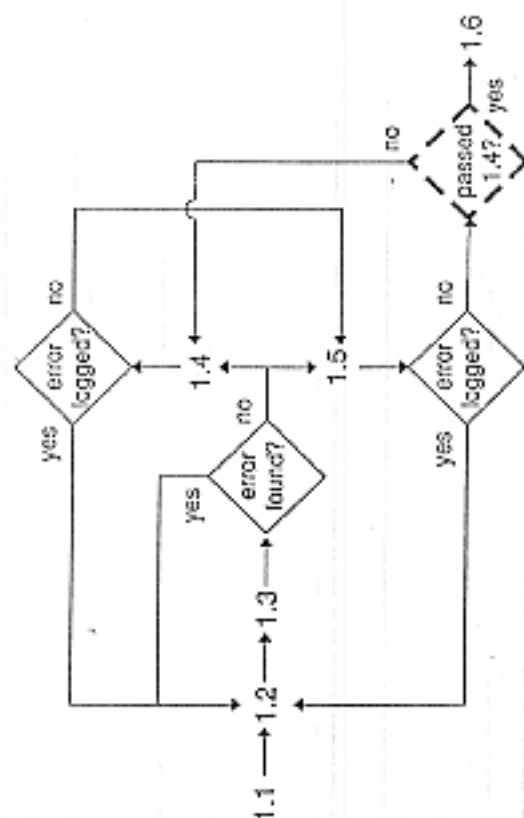 1.1
1.2
1.3
error
found?
yes
no
1.4
1.5
error
logged?
yes
no
error
logged?
yes
no
passed
1.4?
no
yes
1.6